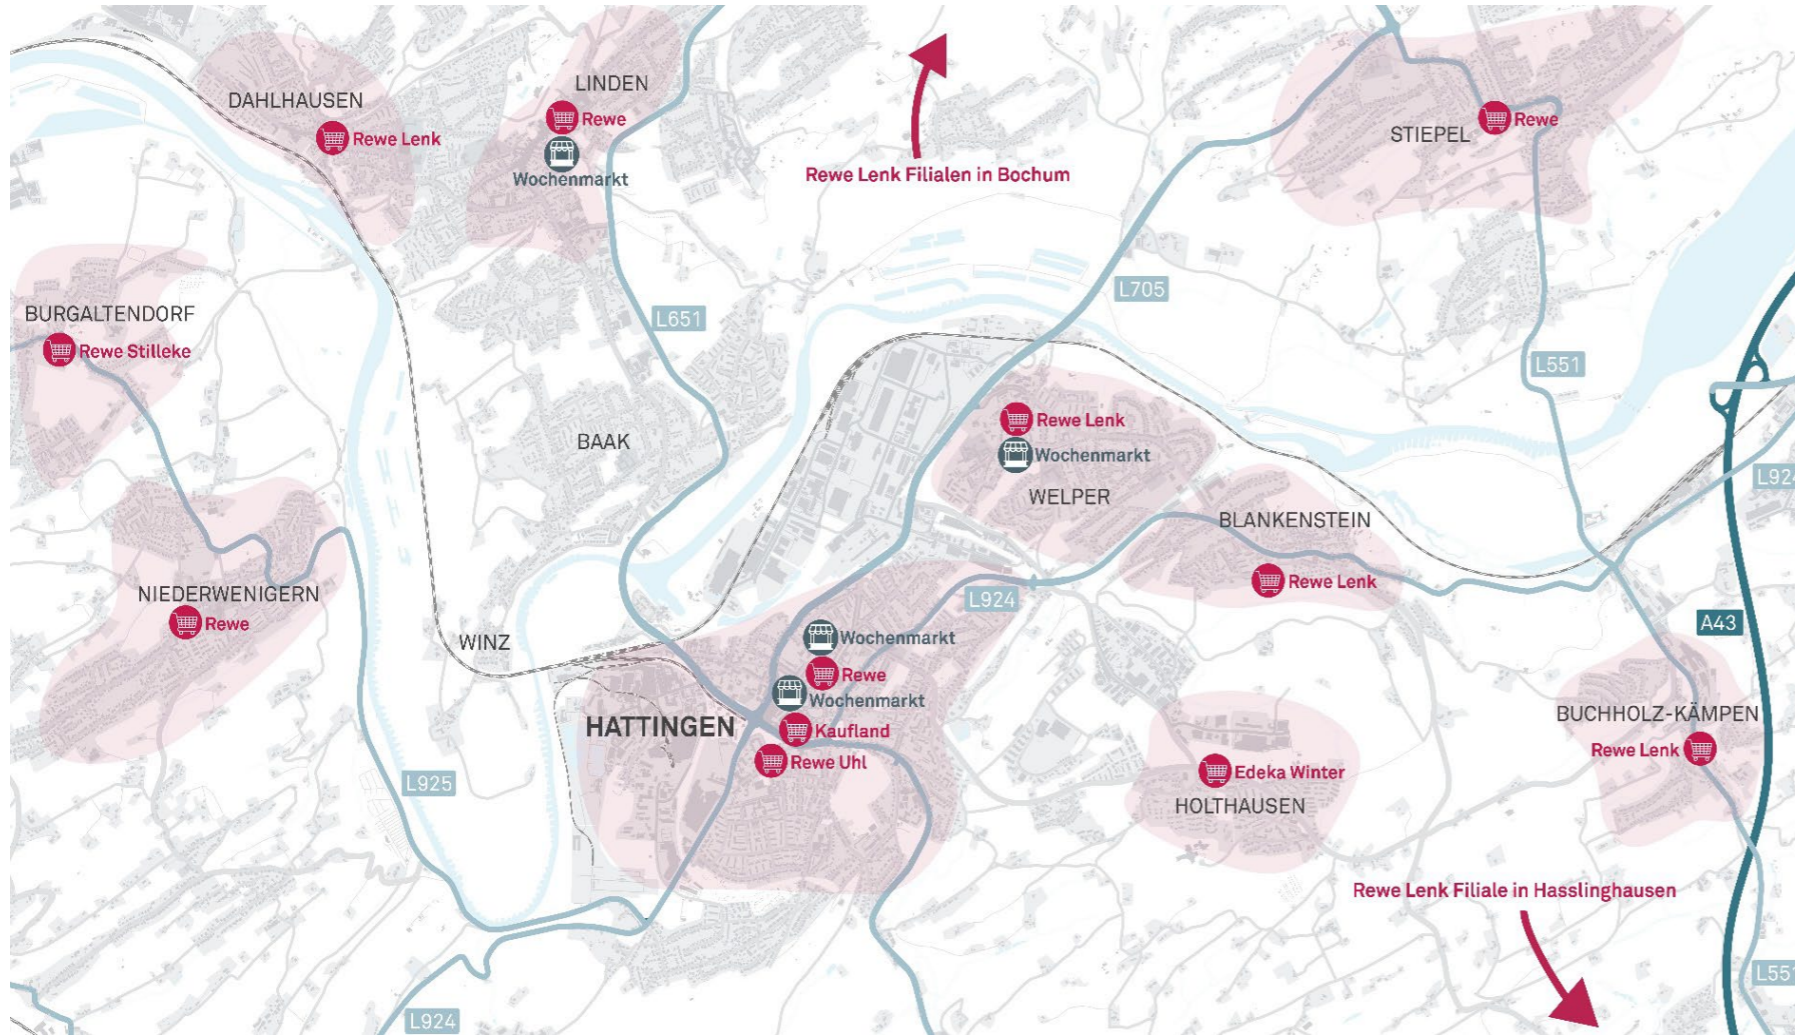 LINDEN
DAHLHAUSEN
Rewe
Rewe Lenk
Wochenmarkt
Rewe Lenk Filialen in Bochum
Rewe
STIEPEL
L705
BURGALTENDORF
L651
Rewe Stilleke
L551
Rewe Lenk
BAAK
Wochenmarkt
L924
WELPER
BLANKENSTEIN
Rewe Lenk
NIEDERWENIGERN
L924
Rewe
A43
Wochenmarkt
WINZ
Rewe
Wochenmarkt
BUCHHOLZ-KÄMPEN
HATTINGEN
Kaufland
Rewe Lenk
Rewe Uhl
Edeka Winter
L925
HOLTHAUSEN
Rewe Lenk Filiale in Hasslinghausen
L551
L924